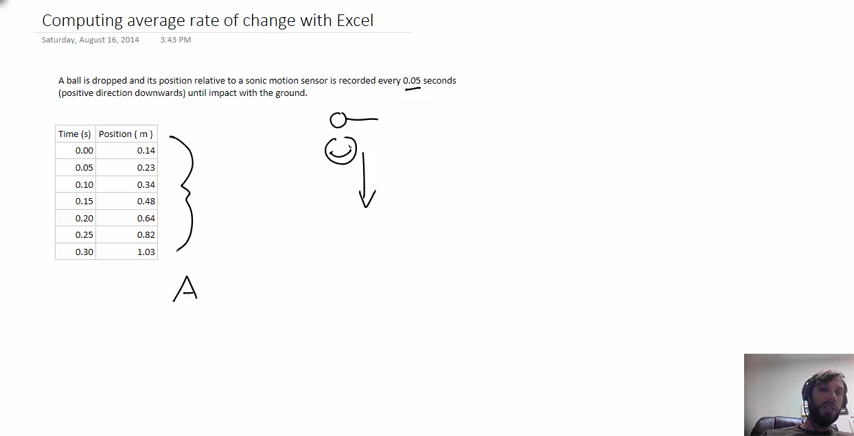 Computing average rate of change with Excel
Saturday, August 16, 2014 3:43 PM
A ball is dropped and its position relative to a sonic motion sensor is recorded every 0.05 seconds
(positive direction downwards) until impact with the ground.
Time (s) Position ( m )
0.00 0.14
0.05 0.23
0.10 0.34
0.15 0.48
0.20 0.64
0.25 0.82
0.30 1.03
A